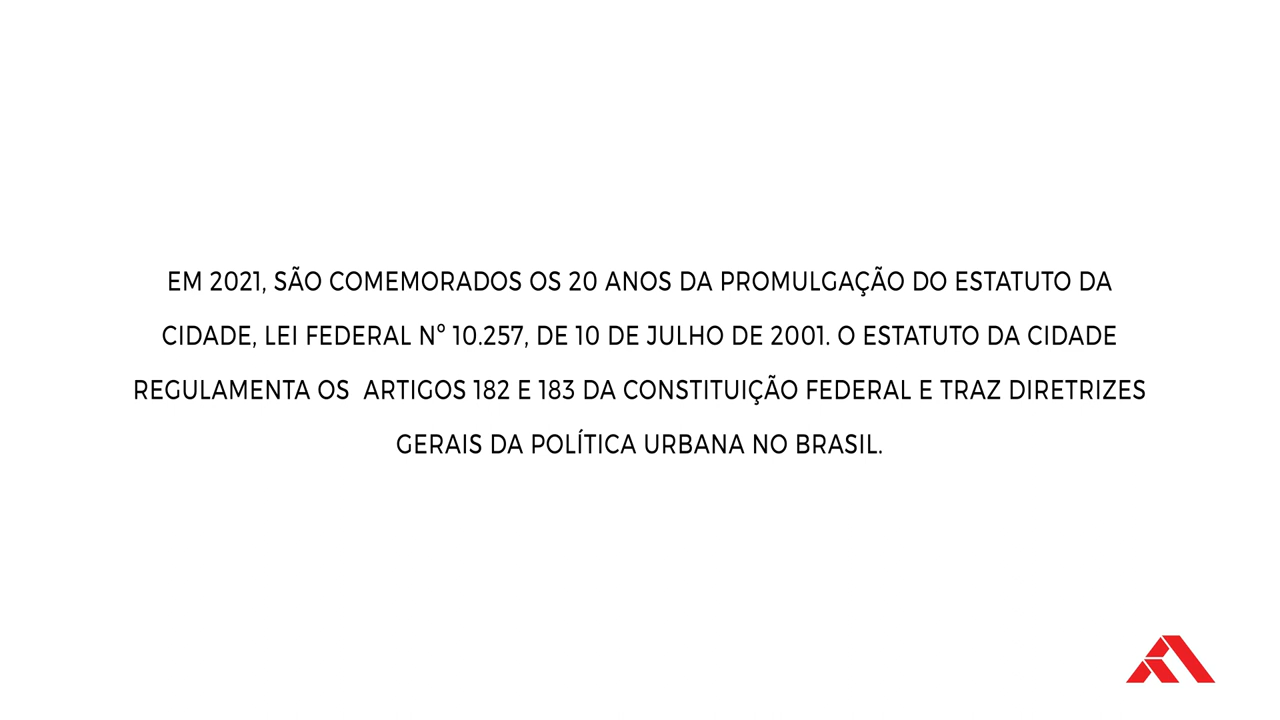 EM 2021, SÃO COMEMORADOS OS 20 ANOS DA PROMULGAÇÃO DO ESTATUTO DA
CIDADE, LEI FEDERAL Nº 10.257, DE 10 DE JULHO DE 2001. O ESTATUTO DA CIDADE
REGULAMENTA OS  ARTIGOS 182 E 183 DA CONSTITUIÇÃO FEDERAL E TRAZ DIRETRIZES
GERAIS DA POLÍTICA URBANA NO BRASIL.